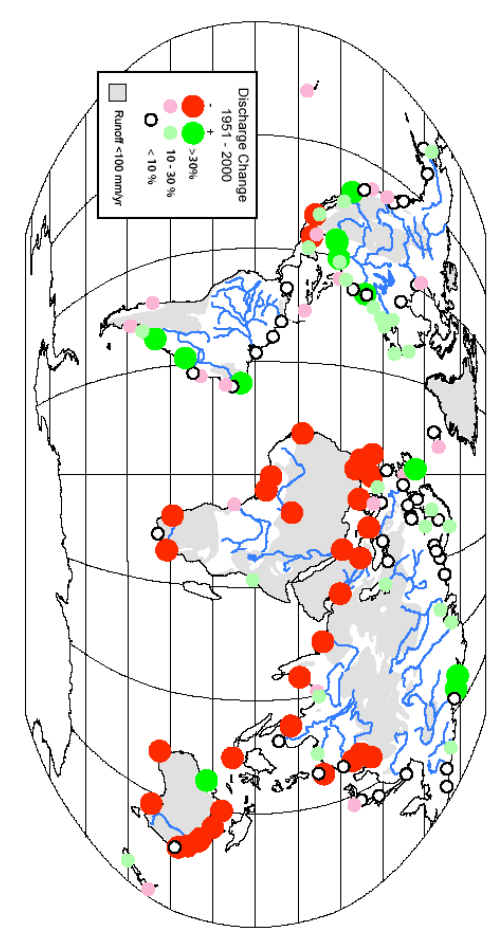 Discharge Change
1951 - 2000
- +
>30%
10 - 30 %
< 10 %
Runoff <100 mm/yr